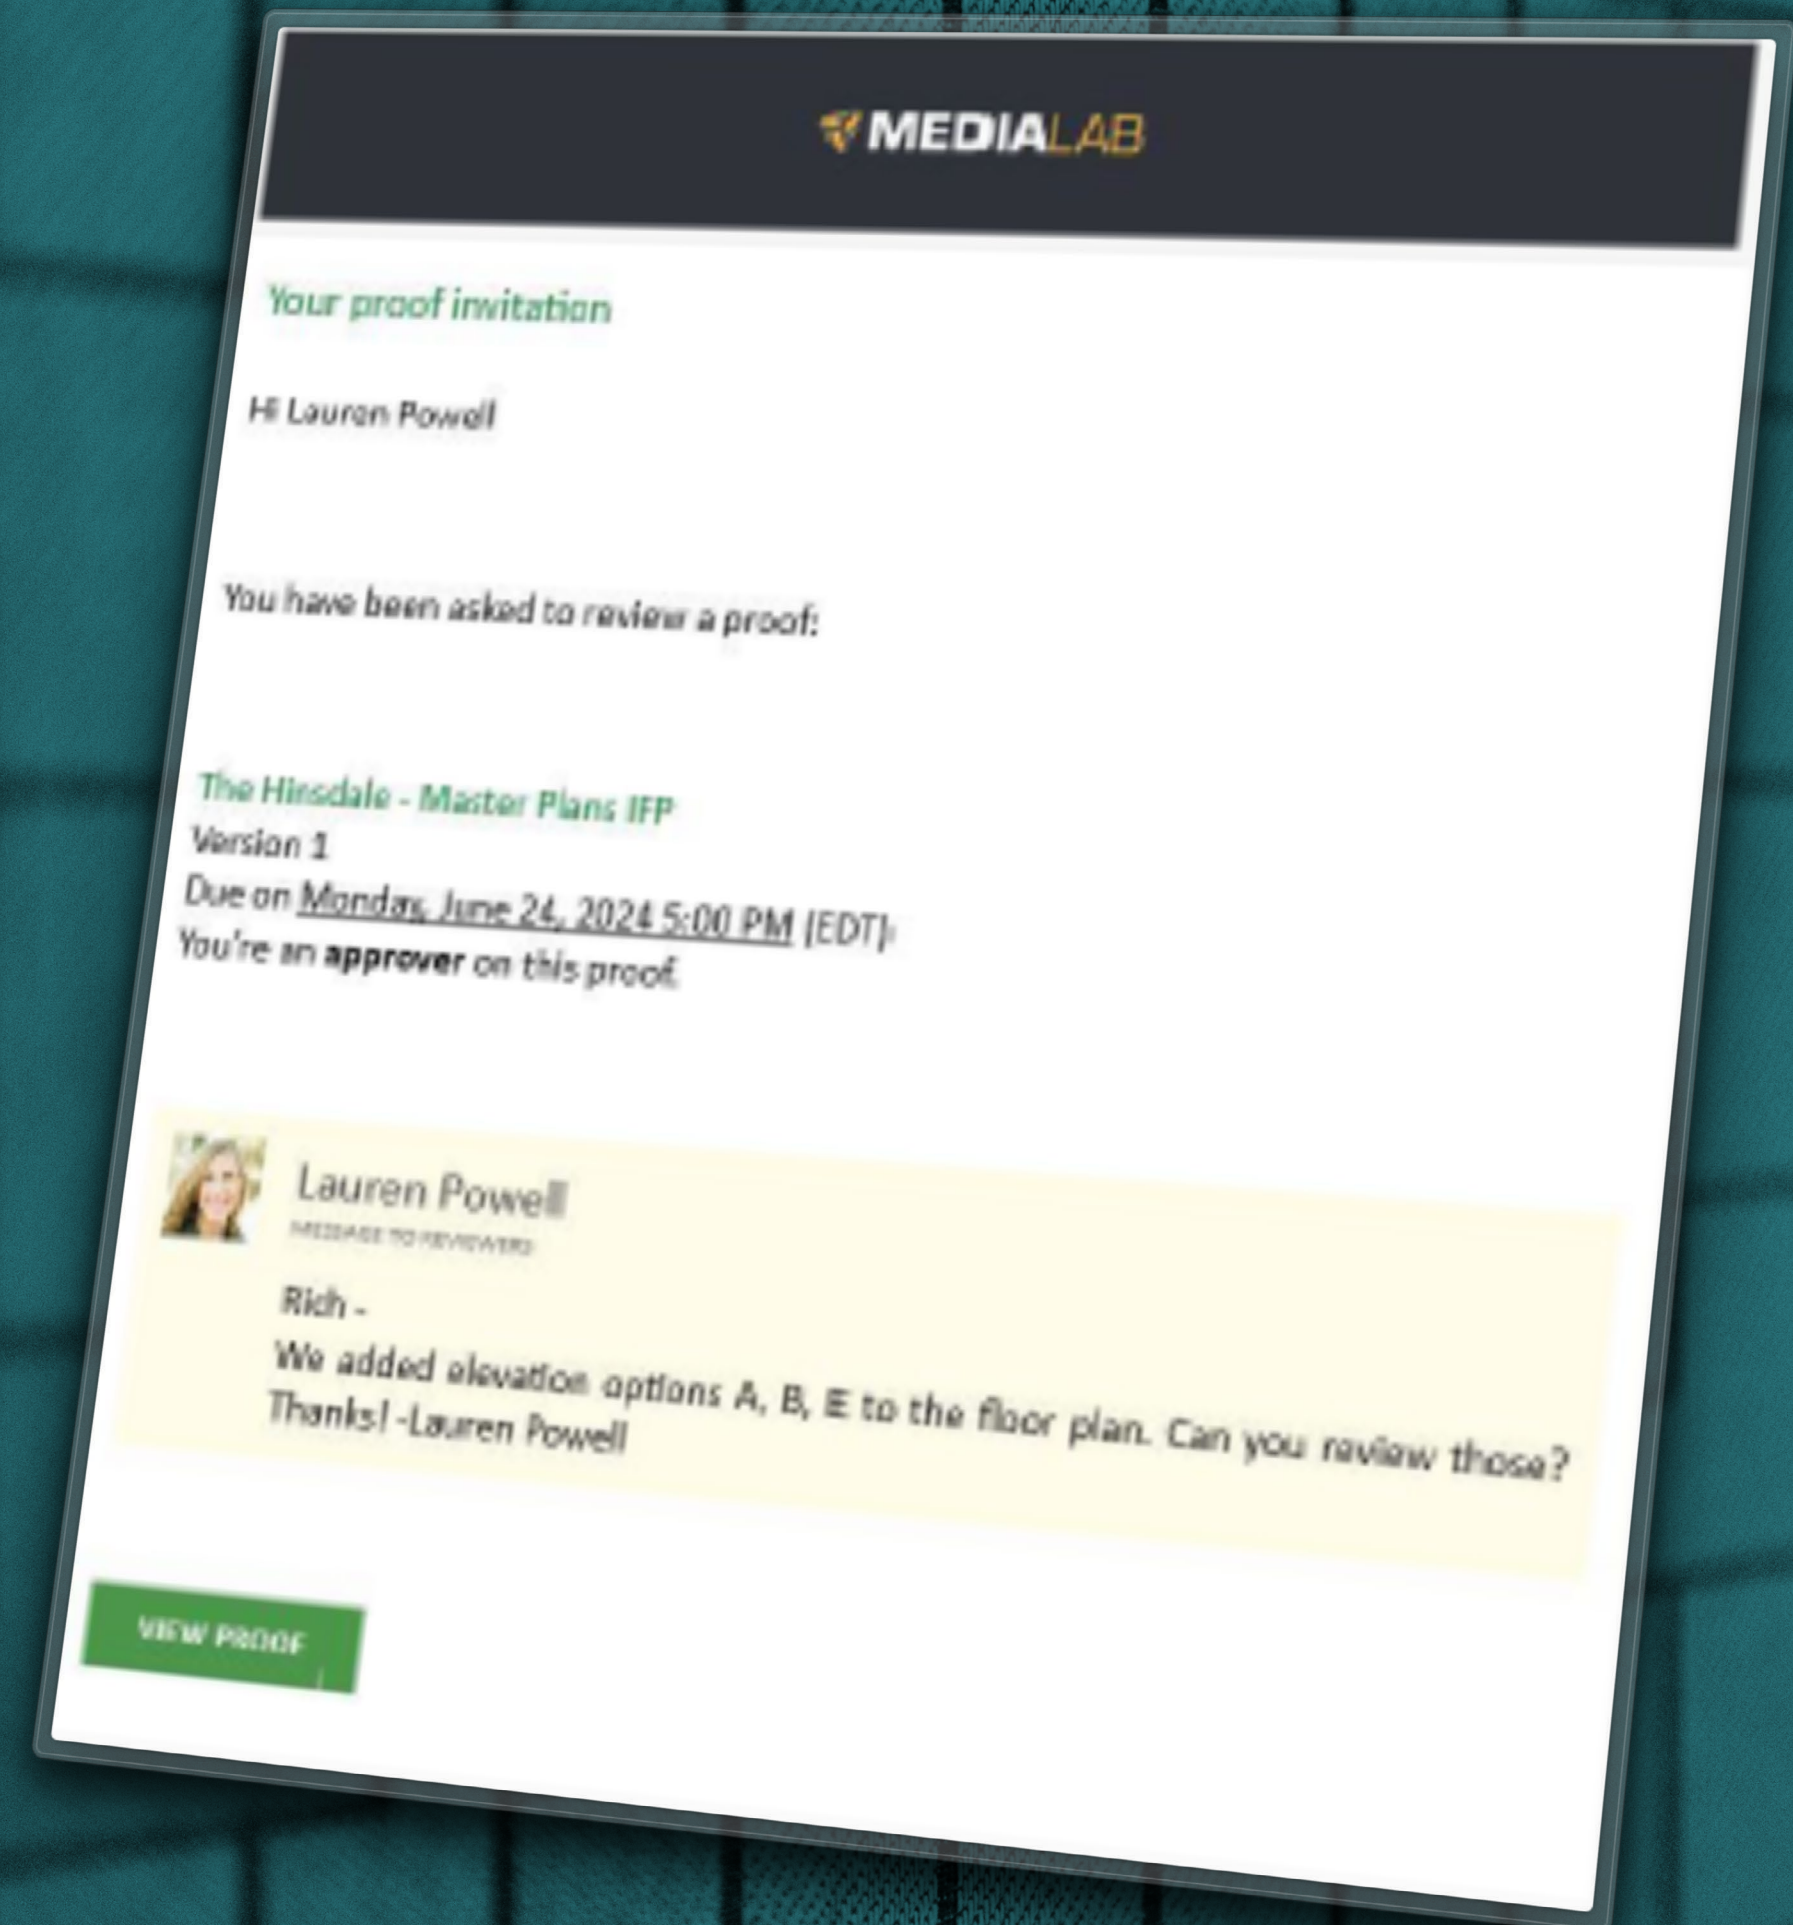 MEDIALAB
Your proof invitation
Hi Lauren Powell
You have been asked to review a proof:
The Hinsdale - Master Plans IFP
Version 1
Due on Monday, June 24, 2024 5:00 PM (EDT)
You're an approver on this proof.
Lauren Powell
MESSAGE TO REVIEWERS
Rich -
We added elevation options A, B, E to the floor plan. Can you review those?
Thanks! -Lauren Powell
VIEW PROOF